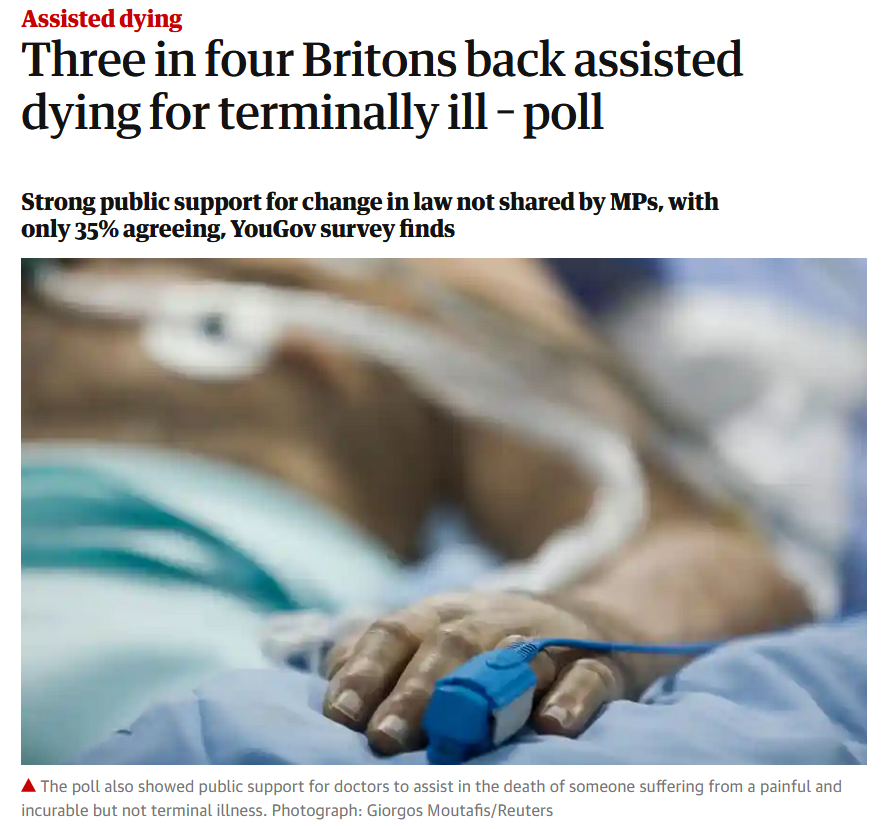 Assisted dying
Three in four Britons back assisted
dying for terminally ill – poll
Strong public support for change in law not shared by MPs, with
only 35% agreeing, YouGov survey finds
The poll also showed public support for doctors to assist in the death of someone suffering from a painful and
incurable but not terminal illness. Photograph: Giorgos Moutafis/Reuters